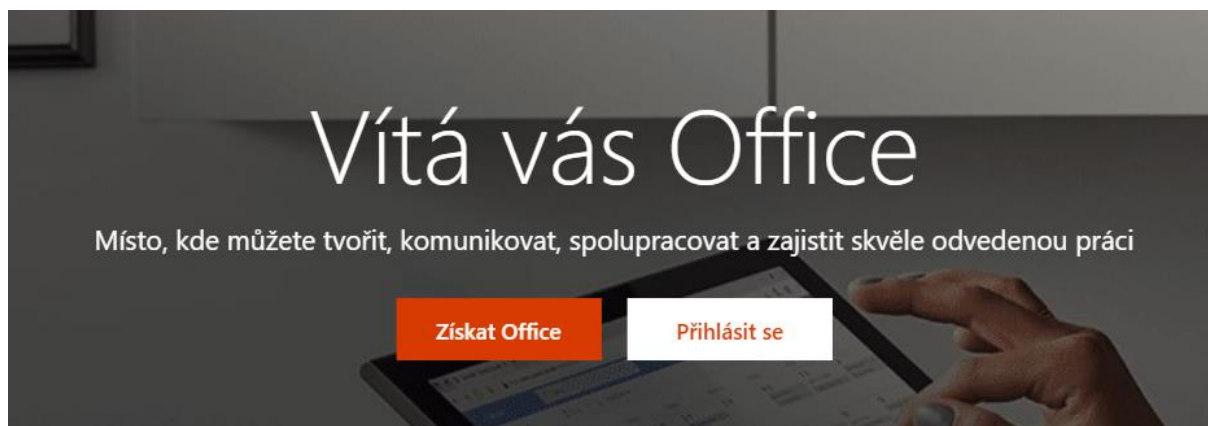 Vítá vás Office
Místo, kde můžete tvořit, komunikovat, spolupracovat a zajistit skvěle odvedenou práci
Získat Office
Přihlásit se